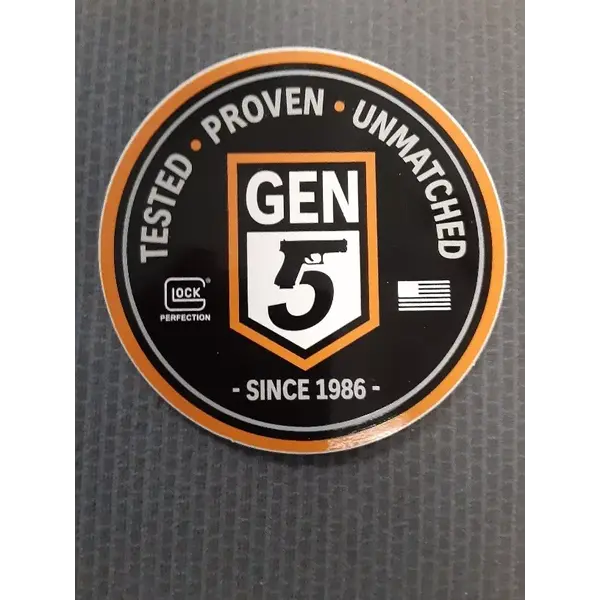 TESTED • PROVEN • UNMATCHED
GEN
5
GLOCK®
PERFECTION
- SINCE 1986 -